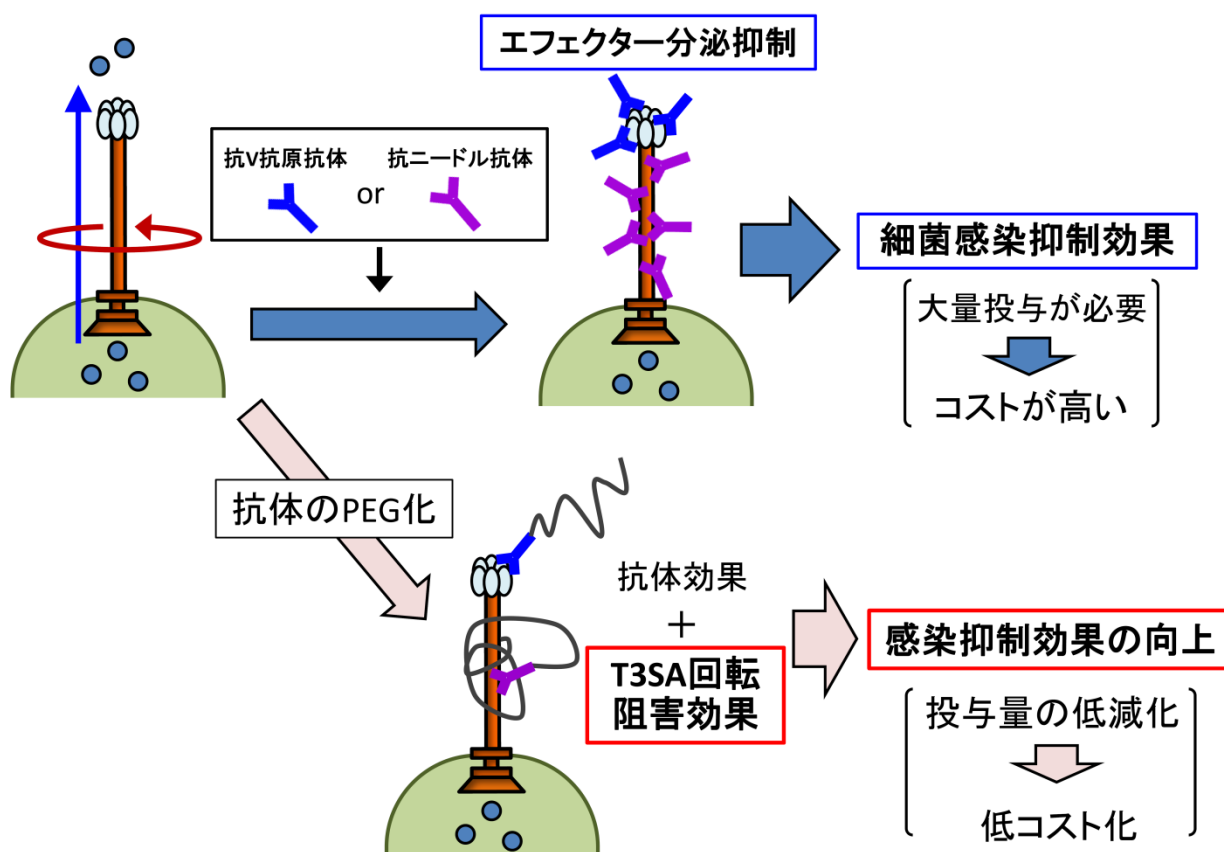 エフェクター分泌抑制
抗V抗原抗体
or
抗ニードル抗体
細菌感染抑制効果
大量投与が必要
コストが高い
抗体のPEG化
抗体効果
＋
T3SA回転
阻害効果
感染抑制効果の向上
投与量の低減化
低コスト化